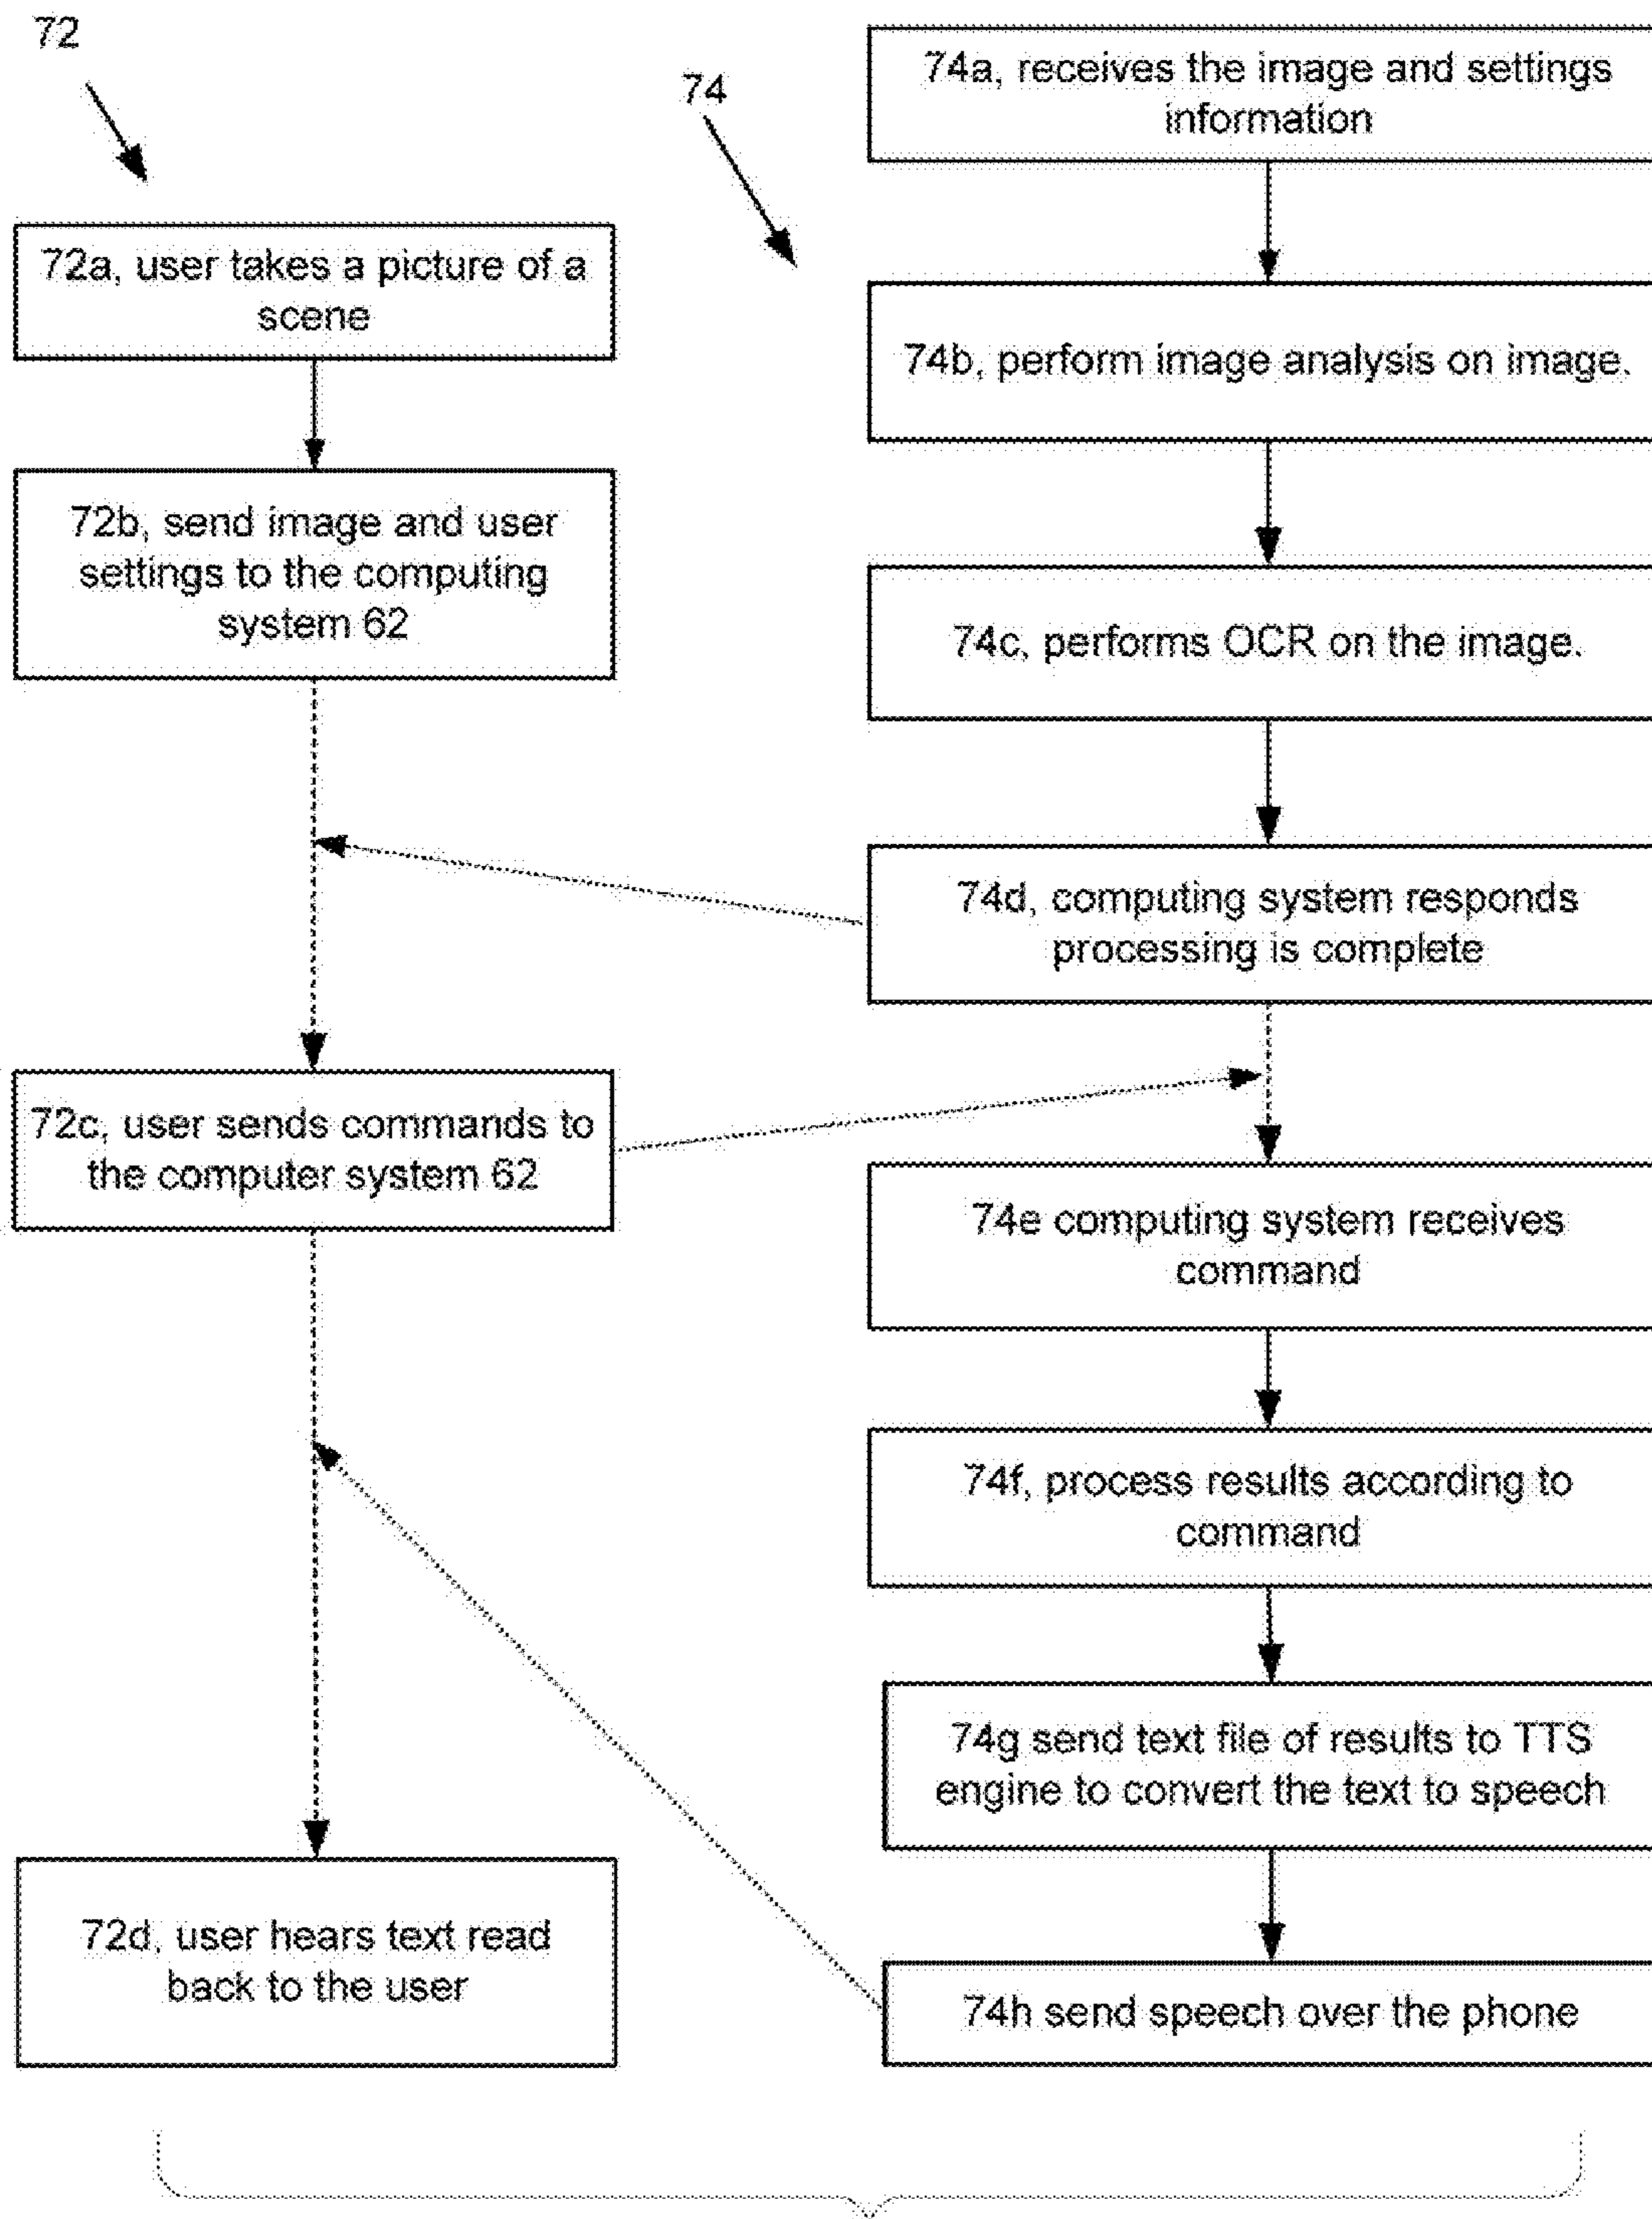 72
72a, user takes a picture of a
scene
72b, send image and user
settings to the computing
system 62
72c, user sends commands to
the computer system 62
72d, user hears text read
back to the user
74
74a, receives the image and settings
information
74b, perform image analysis on image.
74c, performs OCR on the image.
74d, computing system responds
processing is complete
74e computing system receives
command
74f, process results according to
command
74g send text file of results to TTS
engine to convert the text to speech
74h send speech over the phone